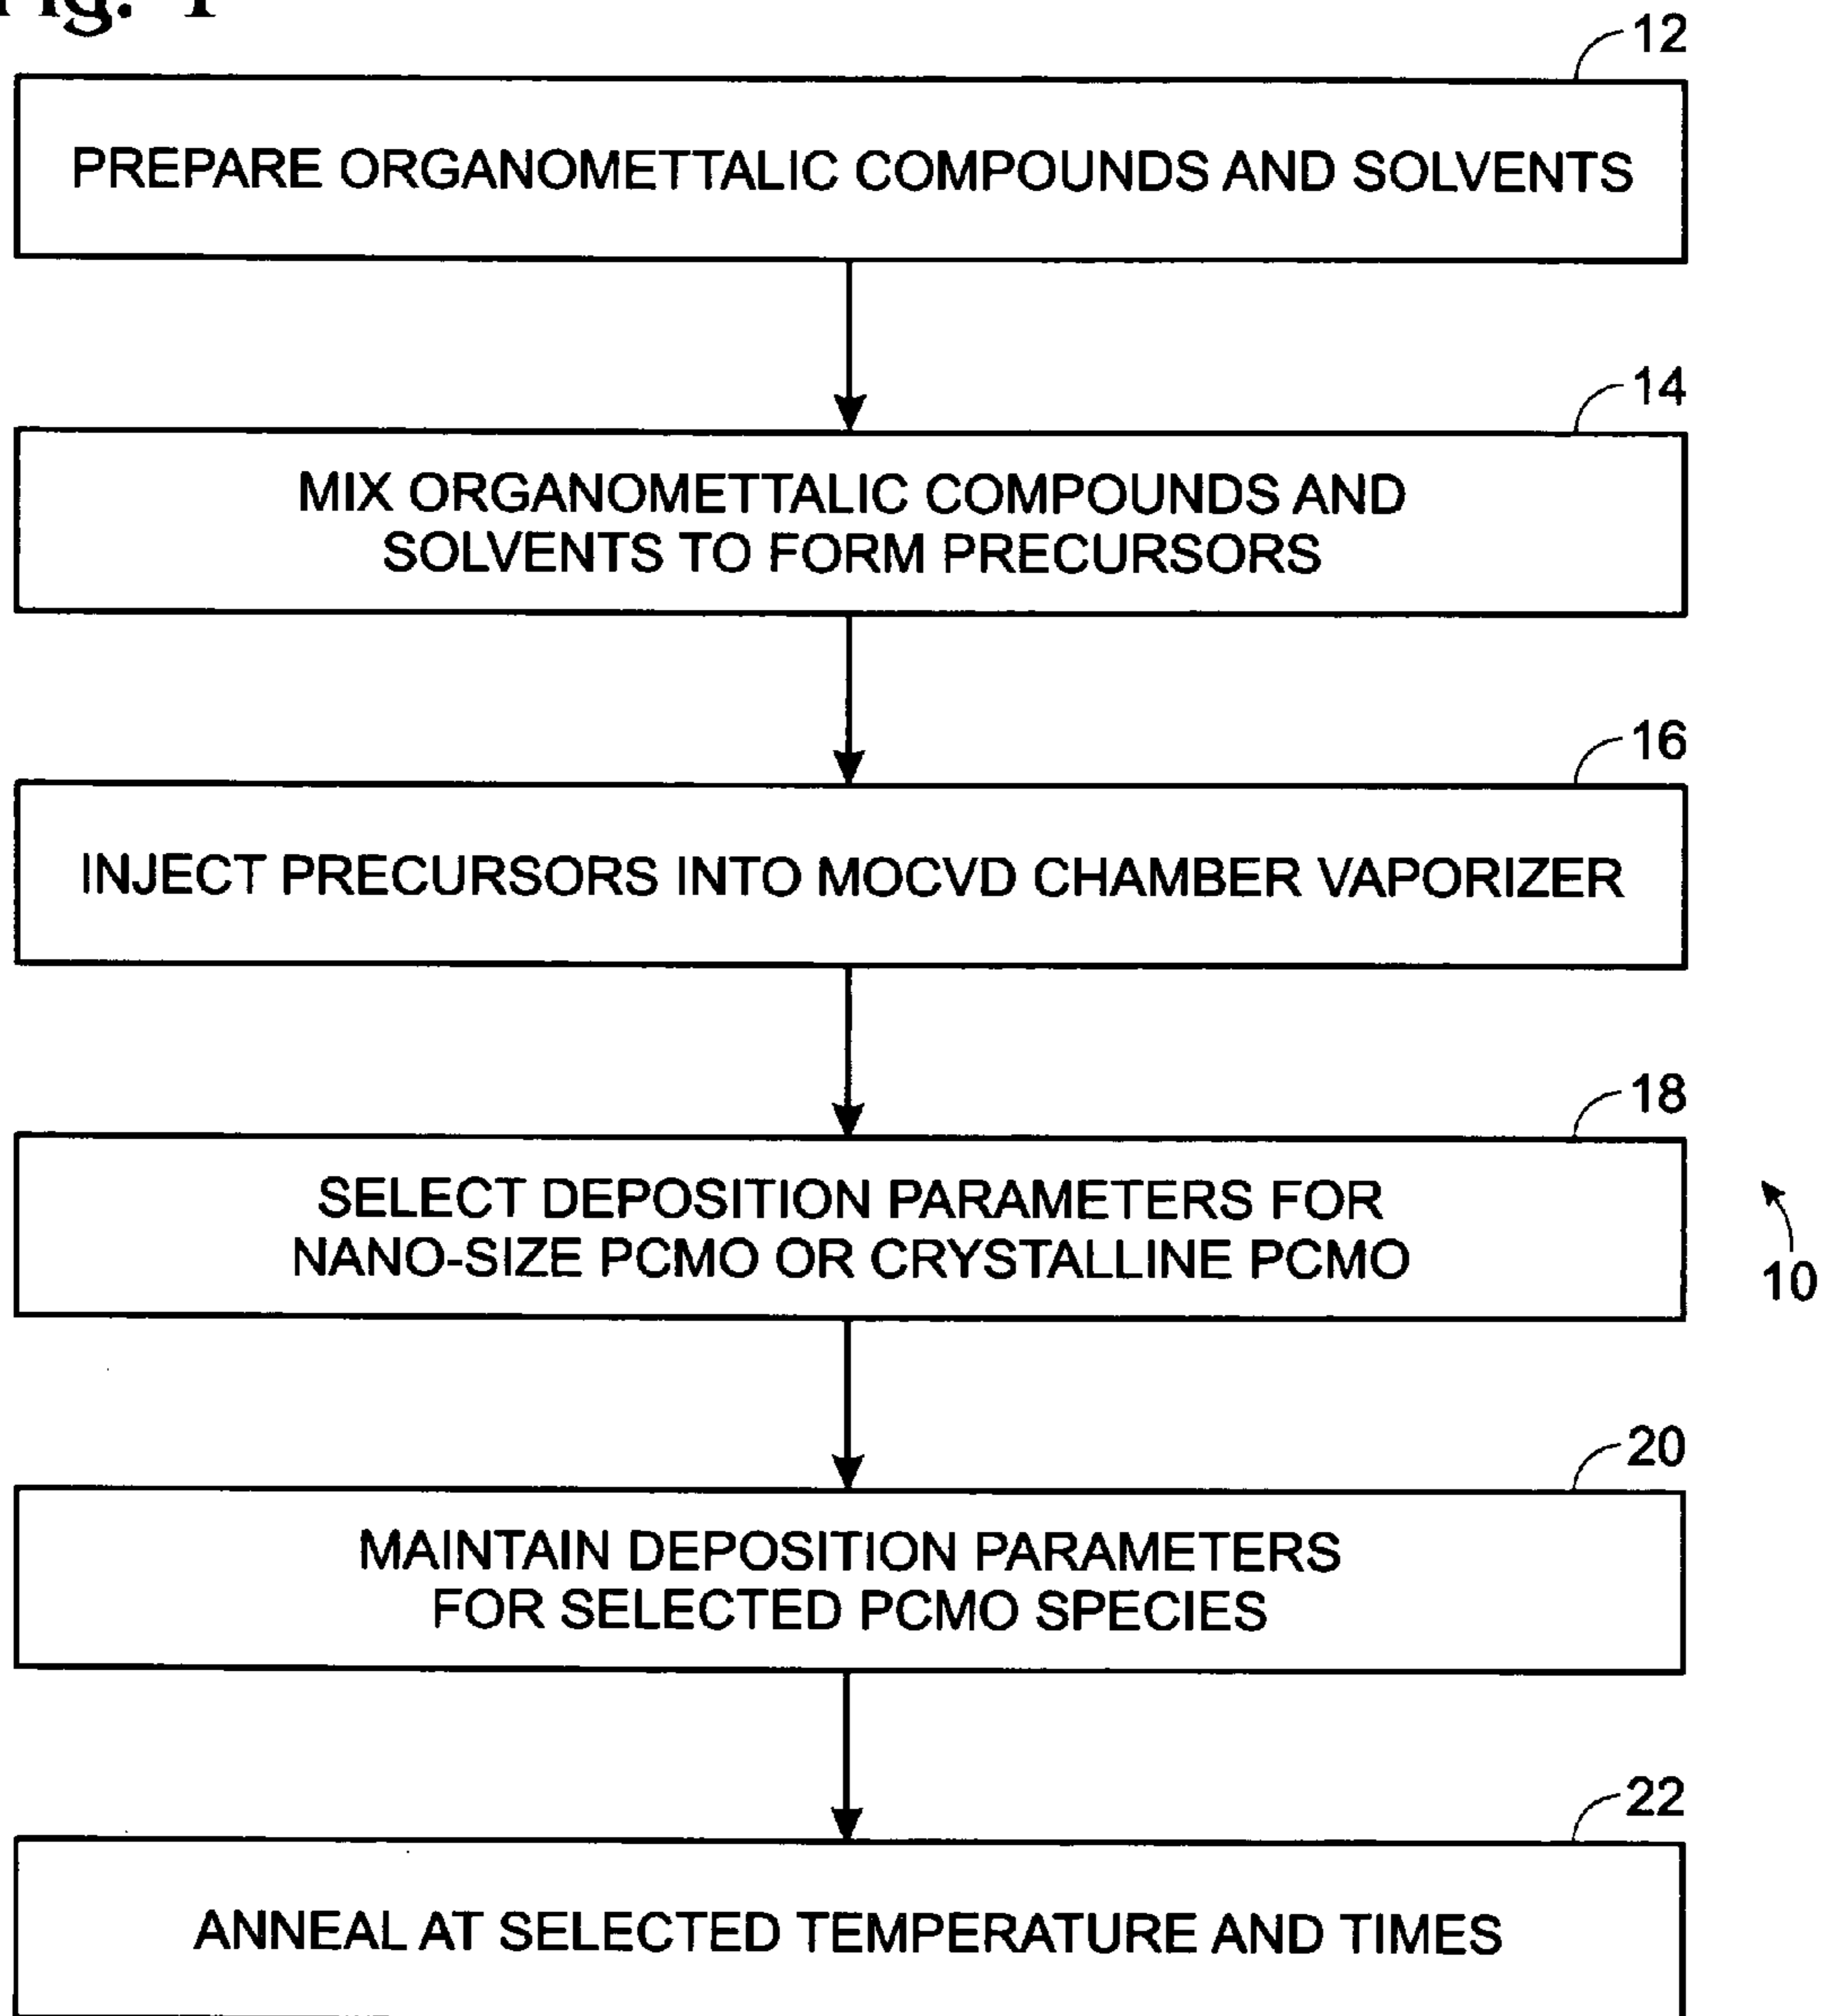 Fig. 1
12
PREPARE ORGANOMETTALIC COMPOUNDS AND SOLVENTS
14
MIX ORGANOMETTALIC COMPOUNDS AND
SOLVENTS TO FORM PRECURSORS
16
INJECT PRECURSORS INTO MOCVD CHAMBER VAPORIZER
18
SELECT DEPOSITION PARAMETERS FOR
NANO-SIZE PCMO OR CRYSTALLINE PCMO
10
20
MAINTAIN DEPOSITION PARAMETERS
FOR SELECTED PCMO SPECIES
22
ANNEAL AT SELECTED TEMPERATURE AND TIMES